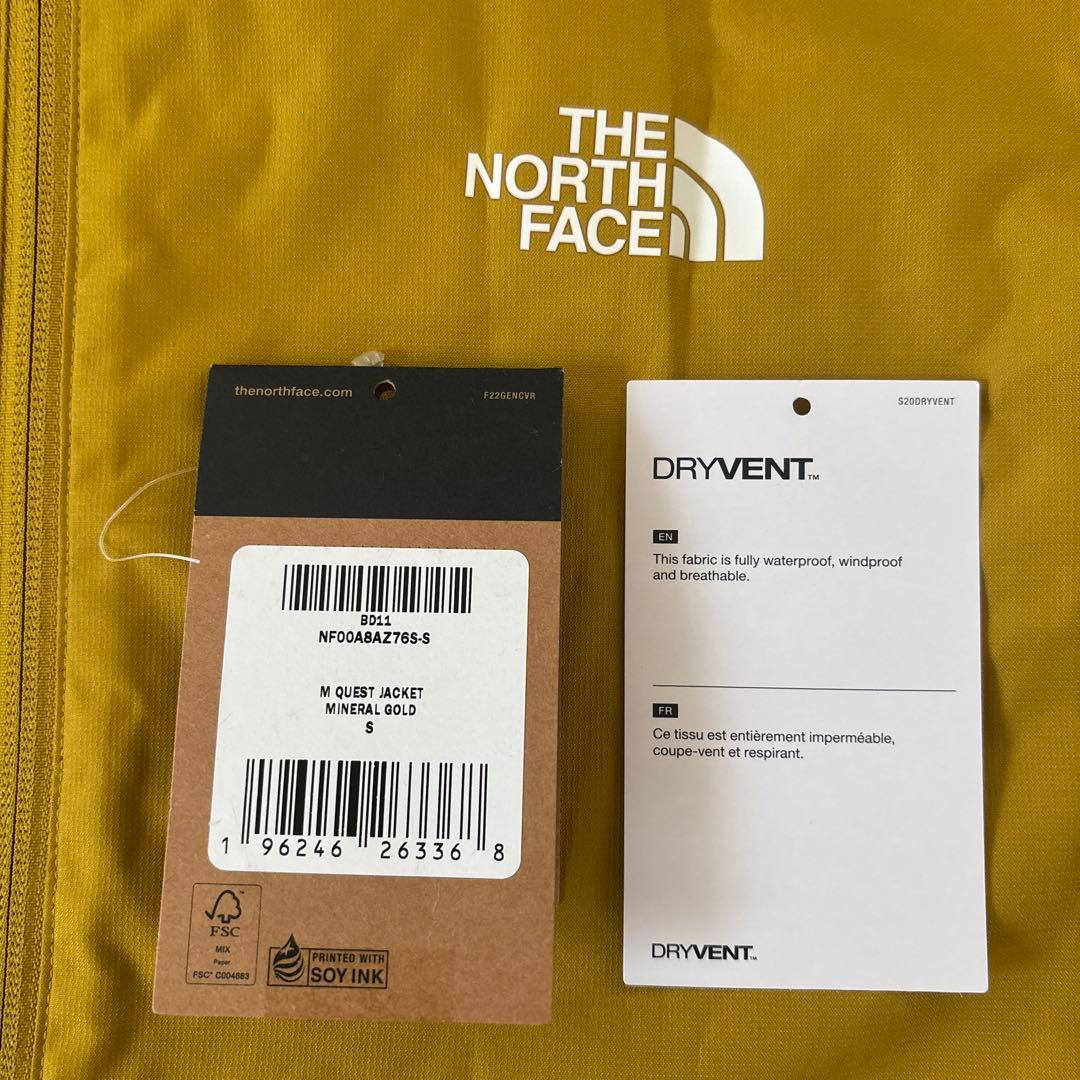 THE
NORTH
FACE
thenorthface.com
F22GENCVR
BD11
NF00A8AZ76S-S
M QUEST JACKET
MINERAL GOLD
S
1 96246 26336 8
FSC
MIX
Paper
FSC® C004883
PRINTED WITH
SOY INK
S20DRYVENT
DRYVENT™
EN
This fabric is fully waterproof, windproof
and breathable.
FR
Ce tissu est entièrement imperméable,
coupe-vent et respirant.
DRYVENT™